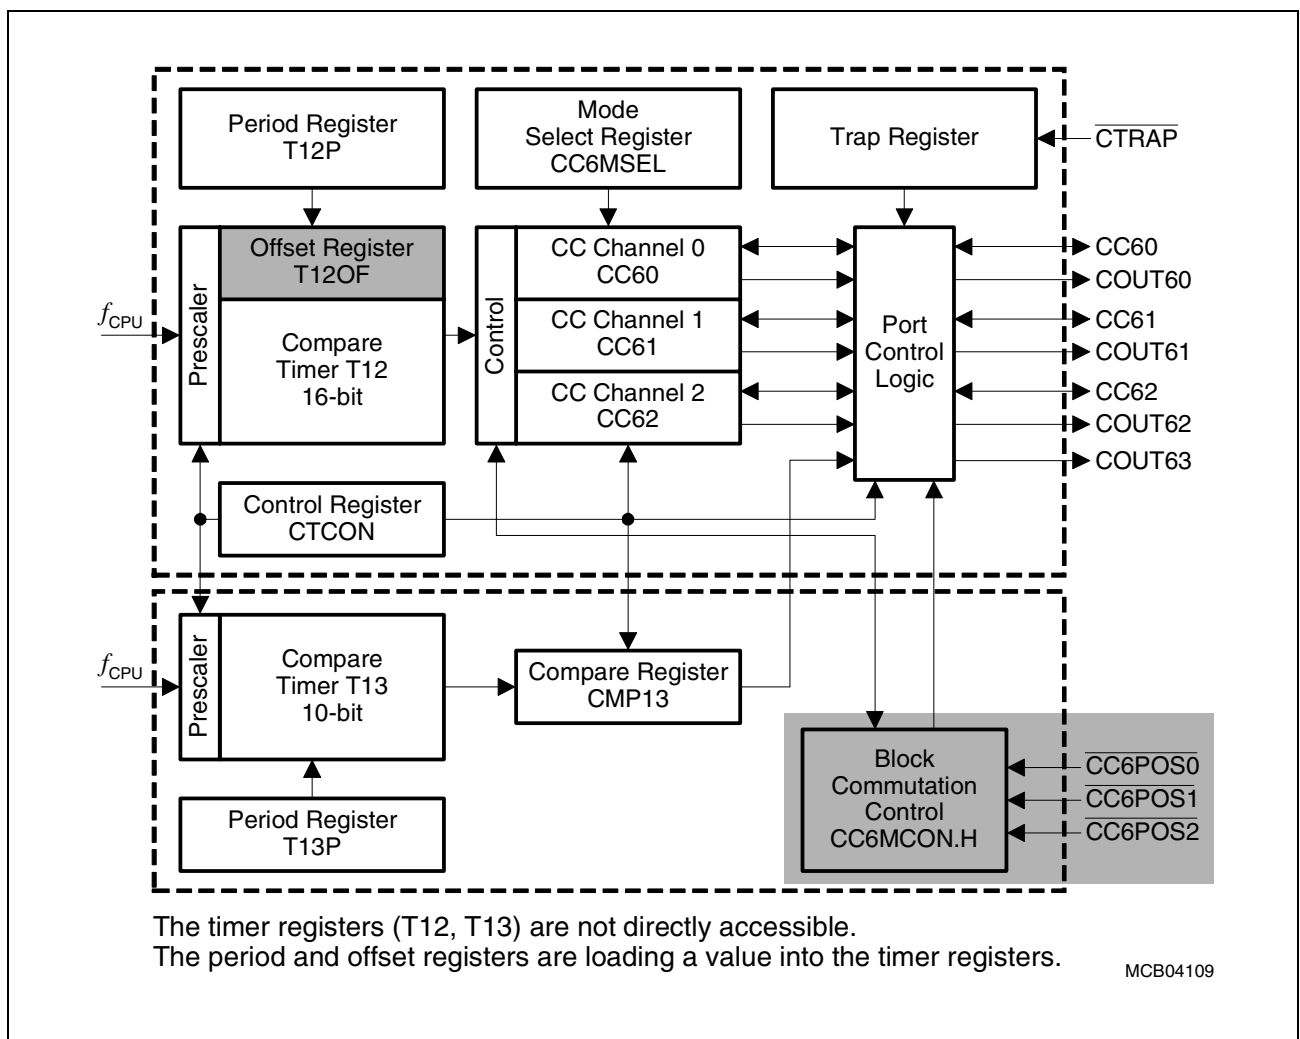 Period Register
T12P
Mode
Select Register
CC6MSEL
Trap Register
CTRAP
Prescaler
Offset Register
T12OF
Compare
Timer T12
16-bit
fCPU
Control
CC Channel 0
CC60
CC Channel 1
CC61
CC Channel 2
CC62
Port
Control
Logic
CC60
COUT60
CC61
COUT61
CC62
COUT62
COUT63
Control Register
CTCON
fCPU
Prescaler
Compare
Timer T13
10-bit
Compare Register
CMP13
Period Register
T13P
Block
Commutation
Control
CC6MCON.H
CC6POS0
CC6POS1
CC6POS2
The timer registers (T12, T13) are not directly accessible.
The period and offset registers are loading a value into the timer registers.
MCB04109